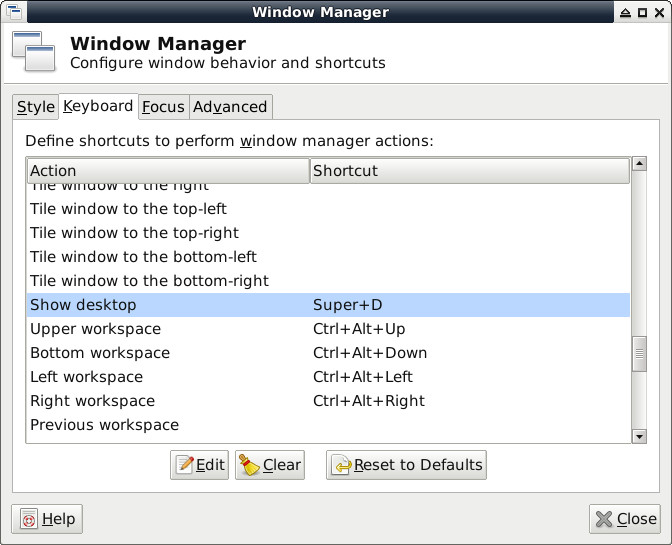 Window Manager
Window Manager
Configure window behavior and shortcuts
Style Keyboard Focus Advanced
Define shortcuts to perform window manager actions:
Action Shortcut
Tile window to the right
Tile window to the top-left
Tile window to the top-right
Tile window to the bottom-left
Tile window to the bottom-right
Show desktop Super+D
Upper workspace Ctrl+Alt+Up
Bottom workspace Ctrl+Alt+Down
Left workspace Ctrl+Alt+Left
Right workspace Ctrl+Alt+Right
Previous workspace
Edit Clear Reset to Defaults
Help Close